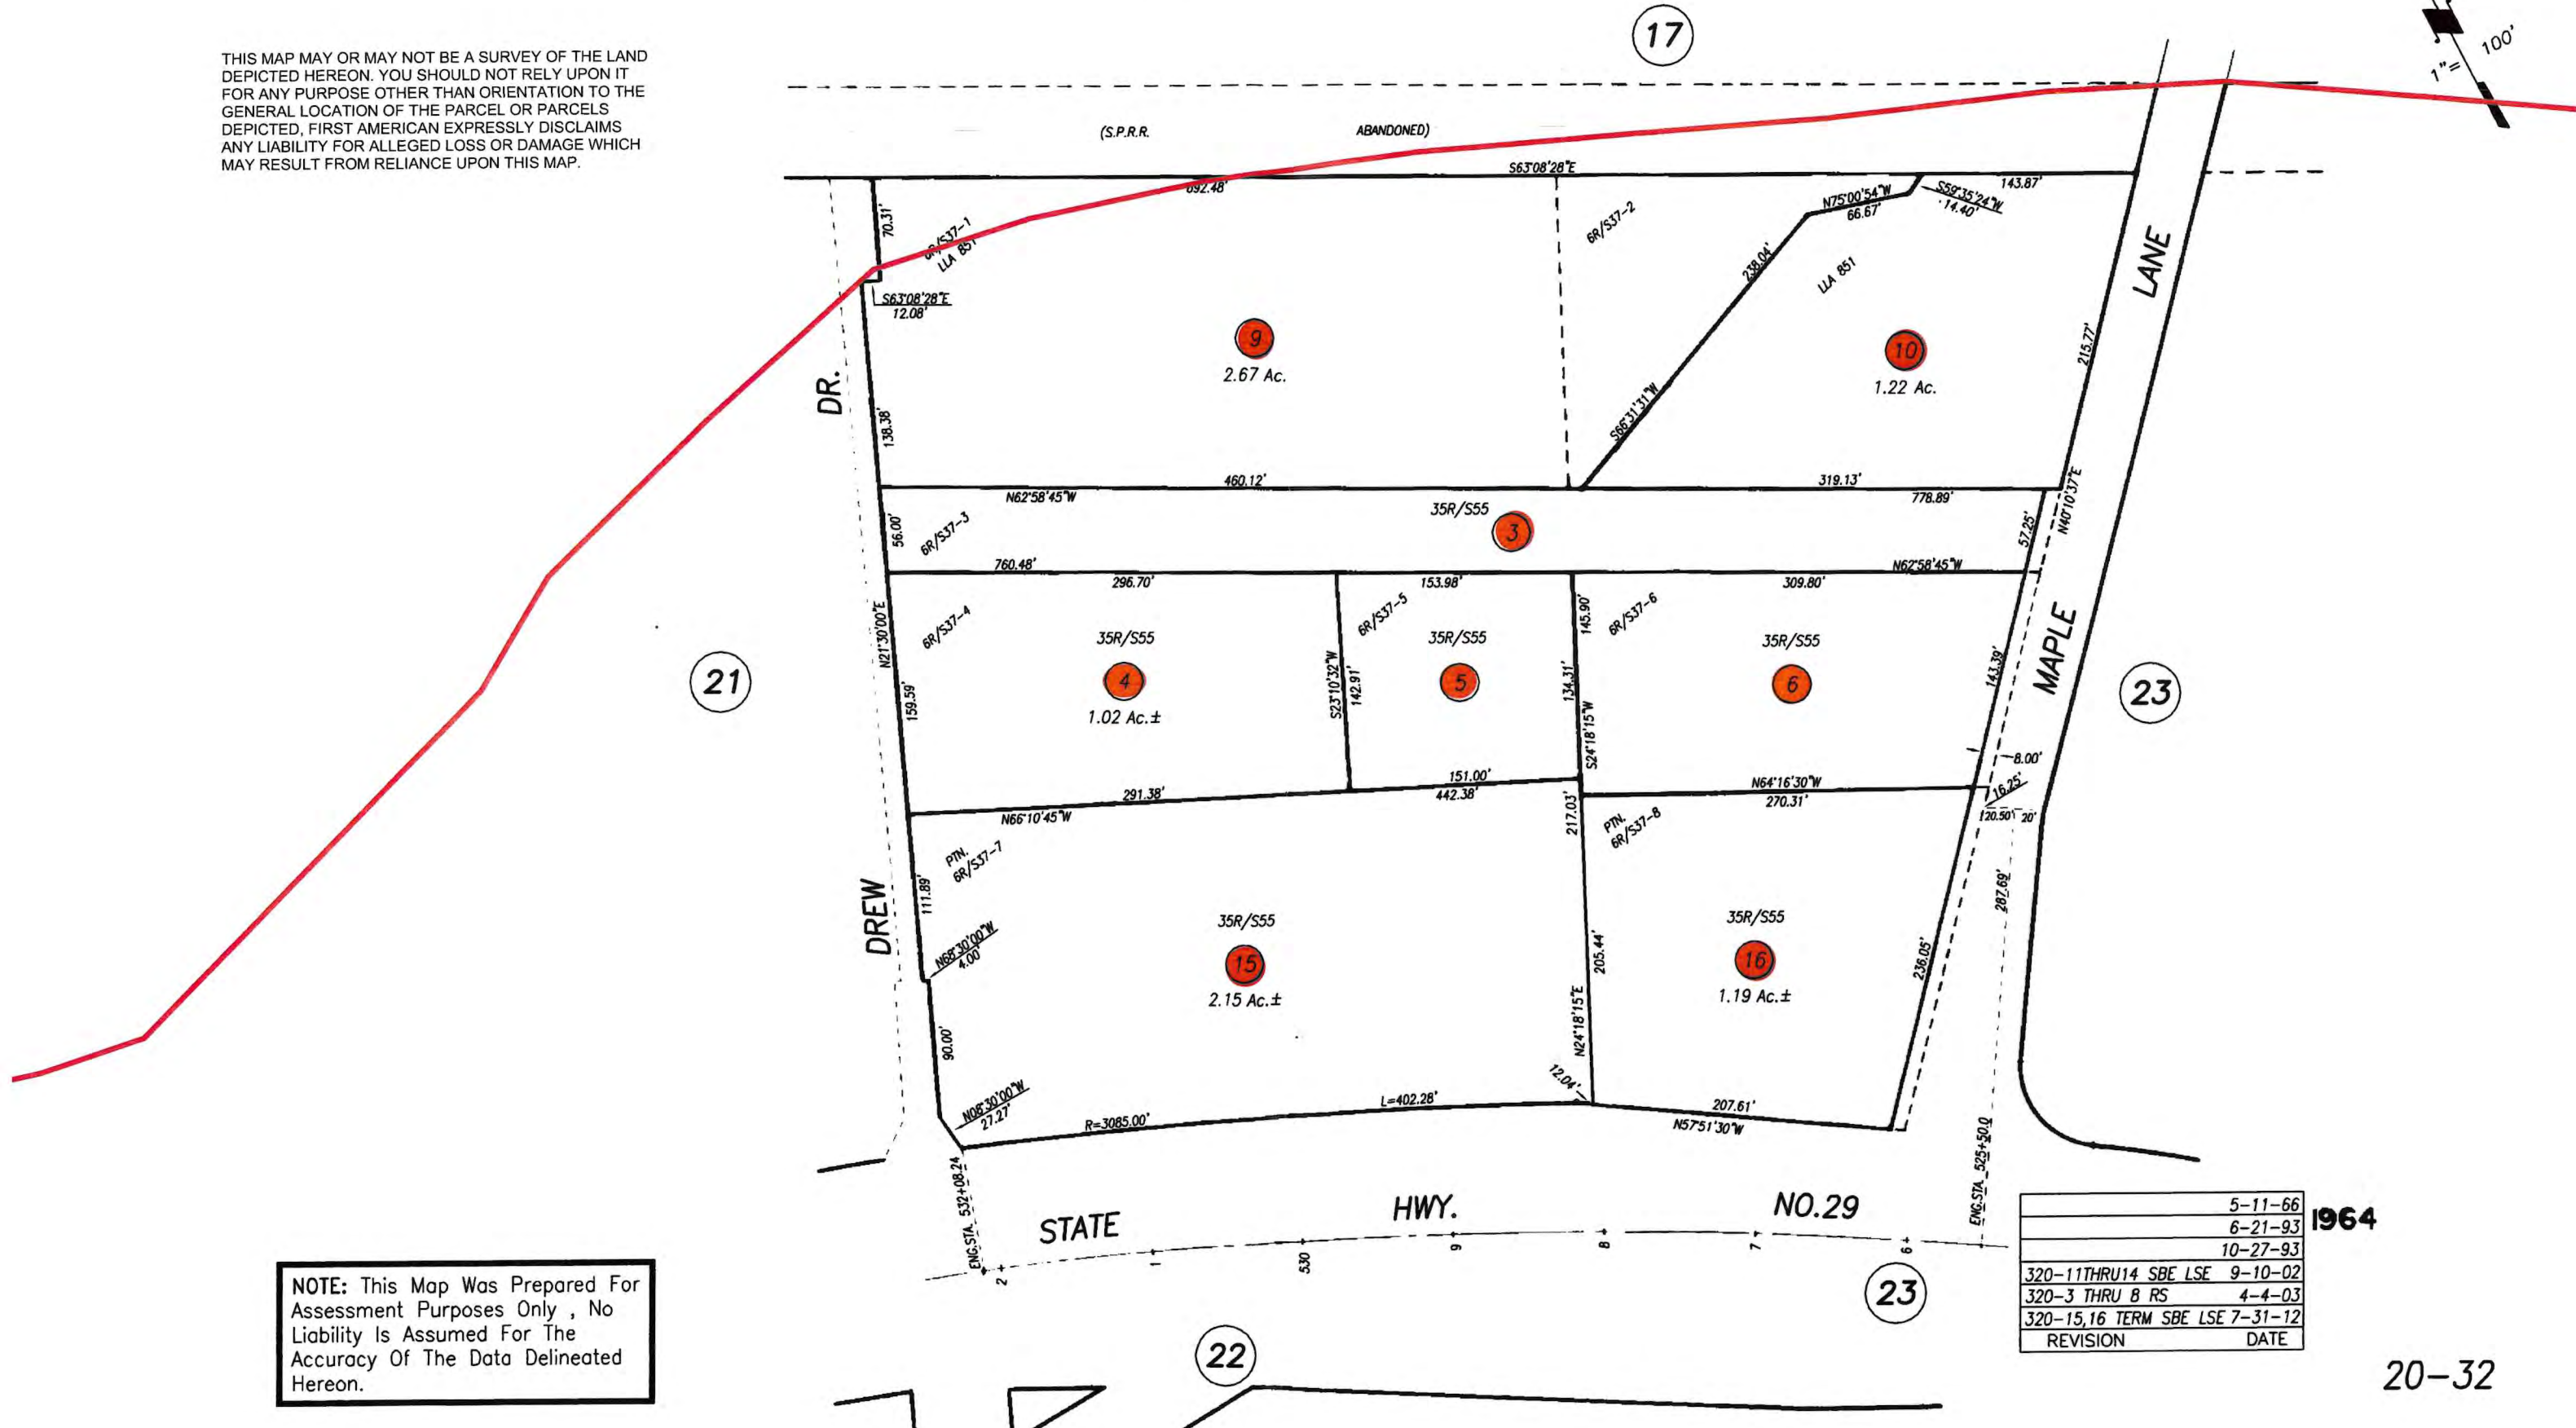 17
1"= 100'
THIS MAP MAY OR MAY NOT BE A SURVEY OF THE LAND
DEPICTED HEREON. YOU SHOULD NOT RELY UPON IT
FOR ANY PURPOSE OTHER THAN ORIENTATION TO THE
GENERAL LOCATION OF THE PARCEL OR PARCELS
DEPICTED, FIRST AMERICAN EXPRESSLY DISCLAIMS
ANY LIABILITY FOR ALLEGED LOSS OR DAMAGE WHICH
MAY RESULT FROM RELIANCE UPON THIS MAP.
(S.P.R.R. ABANDONED)
S63°08'28"E
692.48'
143.87'
70.31'
6R/S37-1
LLA 851
S63°08'28"E
12.08'
6R/S37-2
N75°00'54"W
66.67'
S59°35'24"W
14.40'
238.04'
S66°31'31"W
LLA 851
LANE
215.77'
9
2.67 Ac.
10
1.22 Ac.
DR.
138.38'
460.12'
N62°58'45"W
319.13'
778.89'
N40°10'37"E
56.00'
6R/S37-3
35R/S55
3
57.25'
760.48'
296.70'
153.98'
309.80'
N62°58'45"W
N21°30'00"E
6R/S37-4
6R/S37-5
145.90'
6R/S37-6
35R/S55
35R/S55
35R/S55
MAPLE
21
4
1.02 Ac.±
S23°10'32"W
142.91'
5
134.31'
S24°18'15"W
6
143.39'
23
159.59'
8.00'
291.38'
N66°10'45"W
151.00'
442.38'
N64°16'30"W
270.31'
16.25'
20.50' 20'
217.03'
PTN.
6R/S37-8
PTN.
6R/S37-7
111.89'
DREW
N68°30'00"W
4.00'
35R/S55
15
2.15 Ac.±
205.44'
N24°18'15"E
35R/S55
16
1.19 Ac.±
236.05'
287.69'
90.00'
N08°30'00"W
27.27'
R=3085.00'
L=402.28'
12.04'
207.61'
N57°51'30"W
ENG.STA. 532+08.24
ENG.STA. 525+50.0
STATE HWY. NO.29
2 1 530 9 8 7 6
5-11-66 1964
6-21-93
10-27-93
320-11THRU14 SBE LSE 9-10-02
320-3 THRU 8 RS 4-4-03
320-15,16 TERM SBE LSE 7-31-12
REVISION DATE
NOTE: This Map Was Prepared For
Assessment Purposes Only , No
Liability Is Assumed For The
Accuracy Of The Data Delineated
Hereon.
23
22
20-32